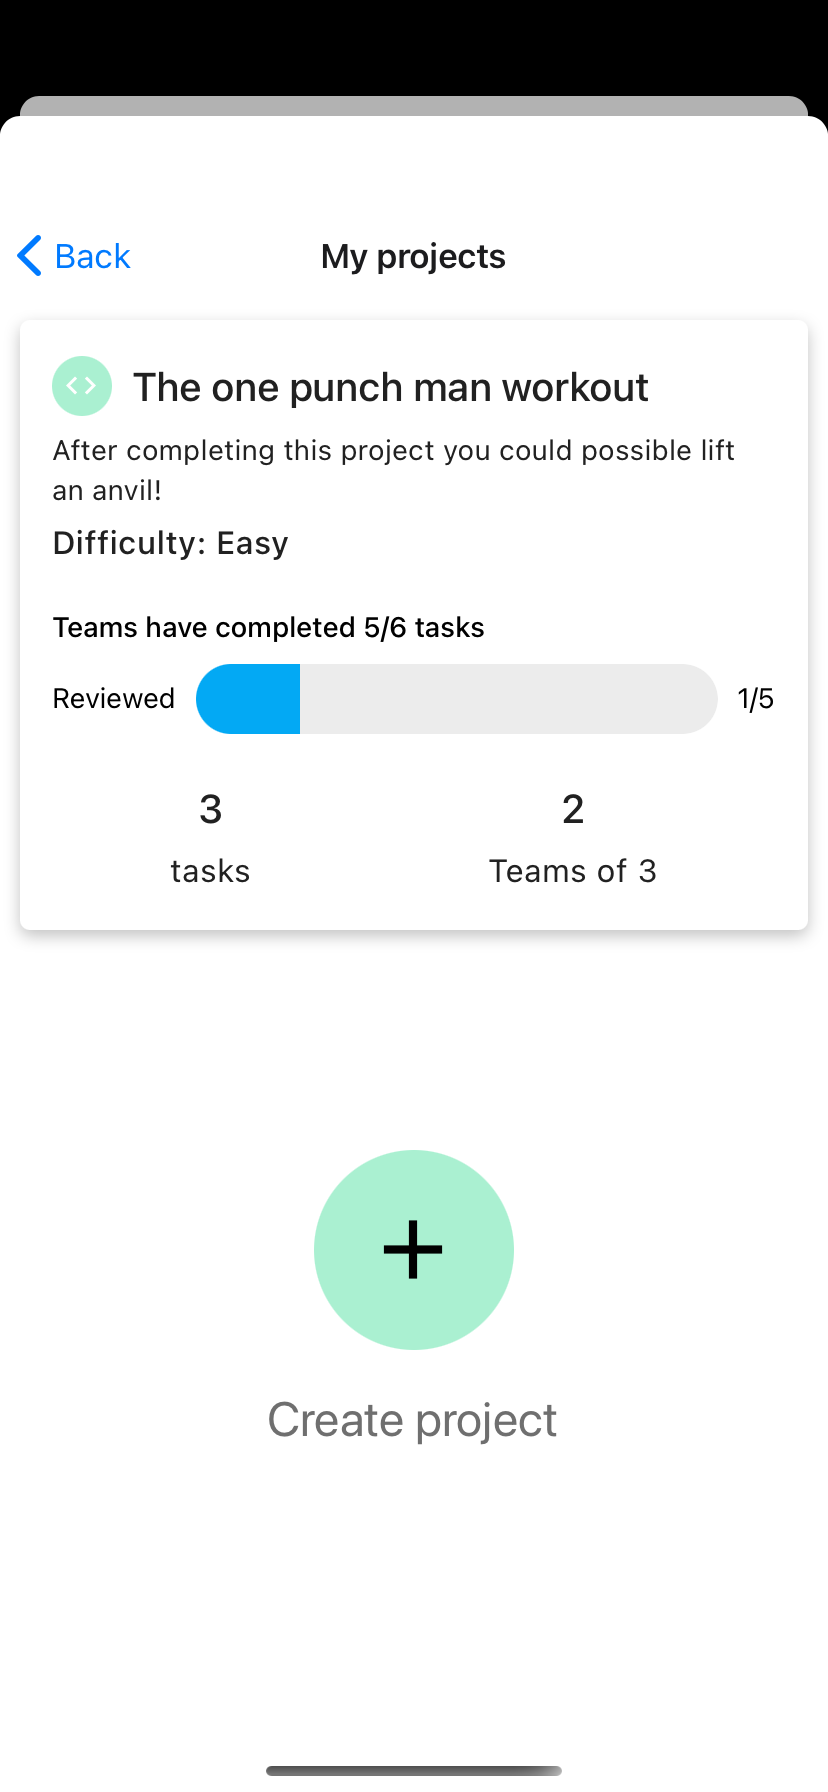 Back
My projects
The one punch man workout
After completing this project you could possible lift
an anvil!
Difficulty: Easy
Teams have completed 5/6 tasks
Reviewed
1/5
3
tasks
2
Teams of 3
Create project